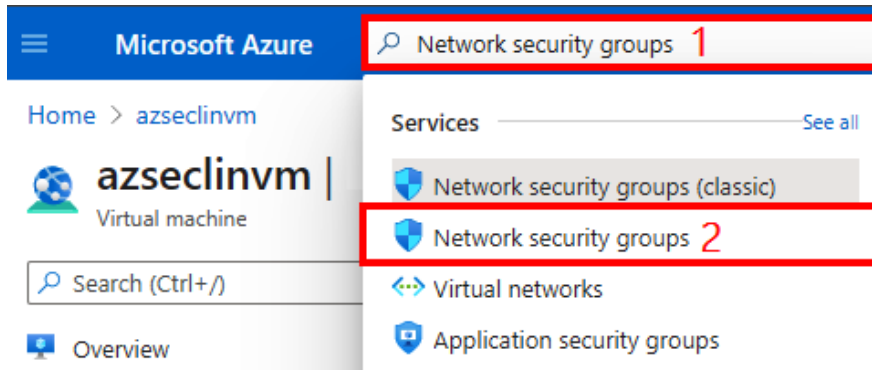 Microsoft Azure
Network security groups 1
Home > azseclinvm
Services
See all
azseclinvm |
Virtual machine
Network security groups (classic)
Network security groups 2
Search (Ctrl+/)
Virtual networks
Overview
Application security groups